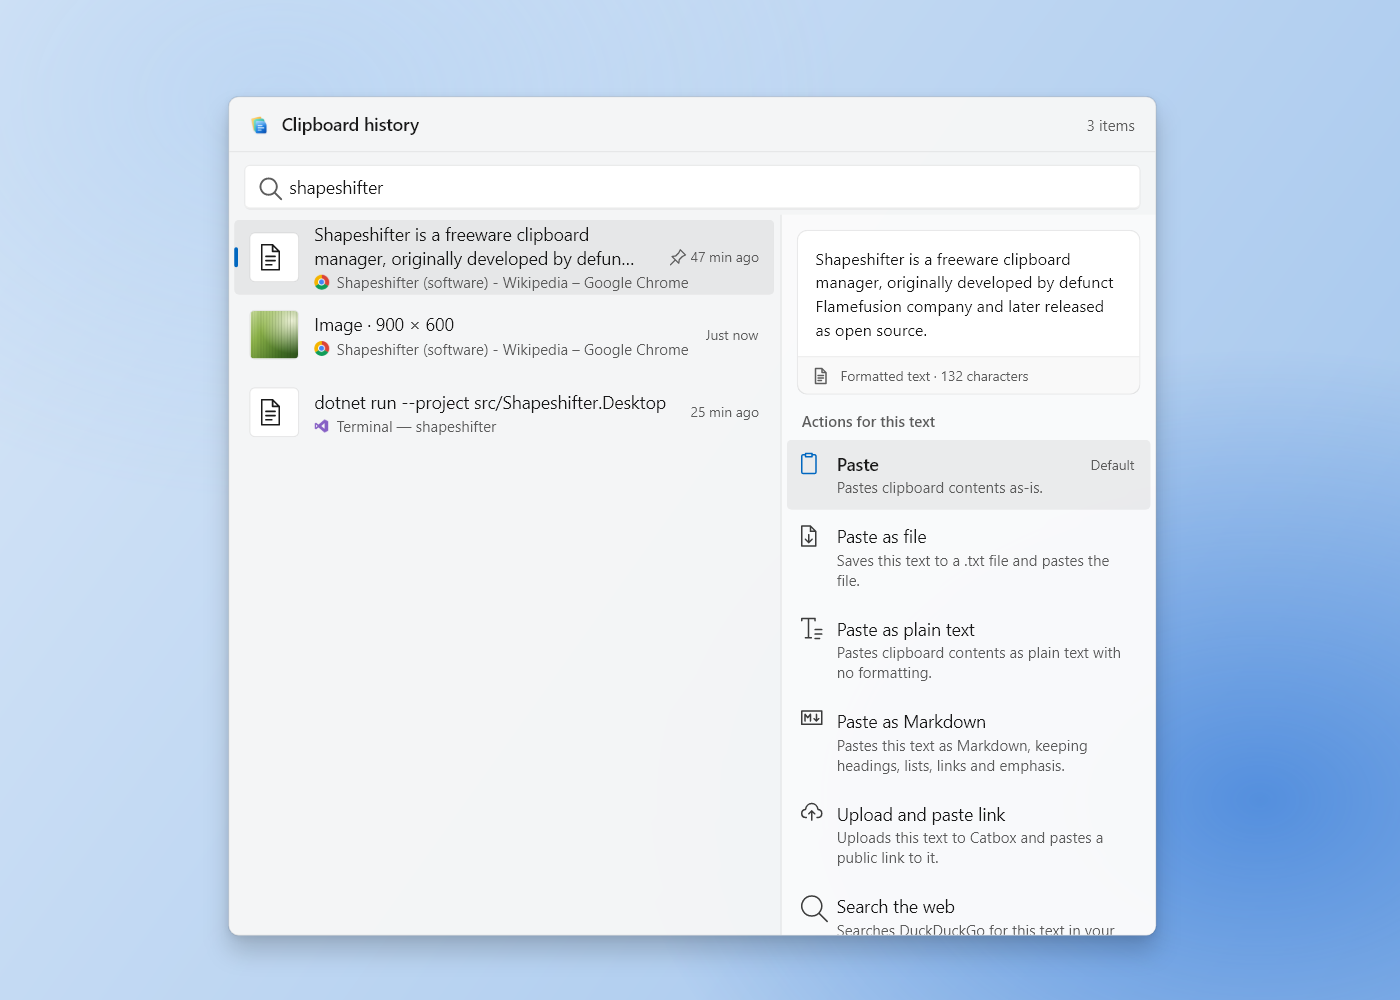 Clipboard history
3 items
shapeshifter
Shapeshifter is a freeware clipboard
manager, originally developed by defun...
47 min ago
Shapeshifter (software) - Wikipedia – Google Chrome
Image · 900 × 600
Just now
Shapeshifter (software) - Wikipedia – Google Chrome
dotnet run --project src/Shapeshifter.Desktop
25 min ago
Terminal — shapeshifter
Shapeshifter is a freeware clipboard
manager, originally developed by defunct
Flamefusion company and later released
as open source.
Formatted text · 132 characters
Actions for this text
Paste
Default
Pastes clipboard contents as-is.
Paste as file
Saves this text to a .txt file and pastes the
file.
Paste as plain text
Pastes clipboard contents as plain text with
no formatting.
Paste as Markdown
Pastes this text as Markdown, keeping
headings, lists, links and emphasis.
Upload and paste link
Uploads this text to Catbox and pastes a
public link to it.
Search the web
Searches DuckDuckGo for this text in your